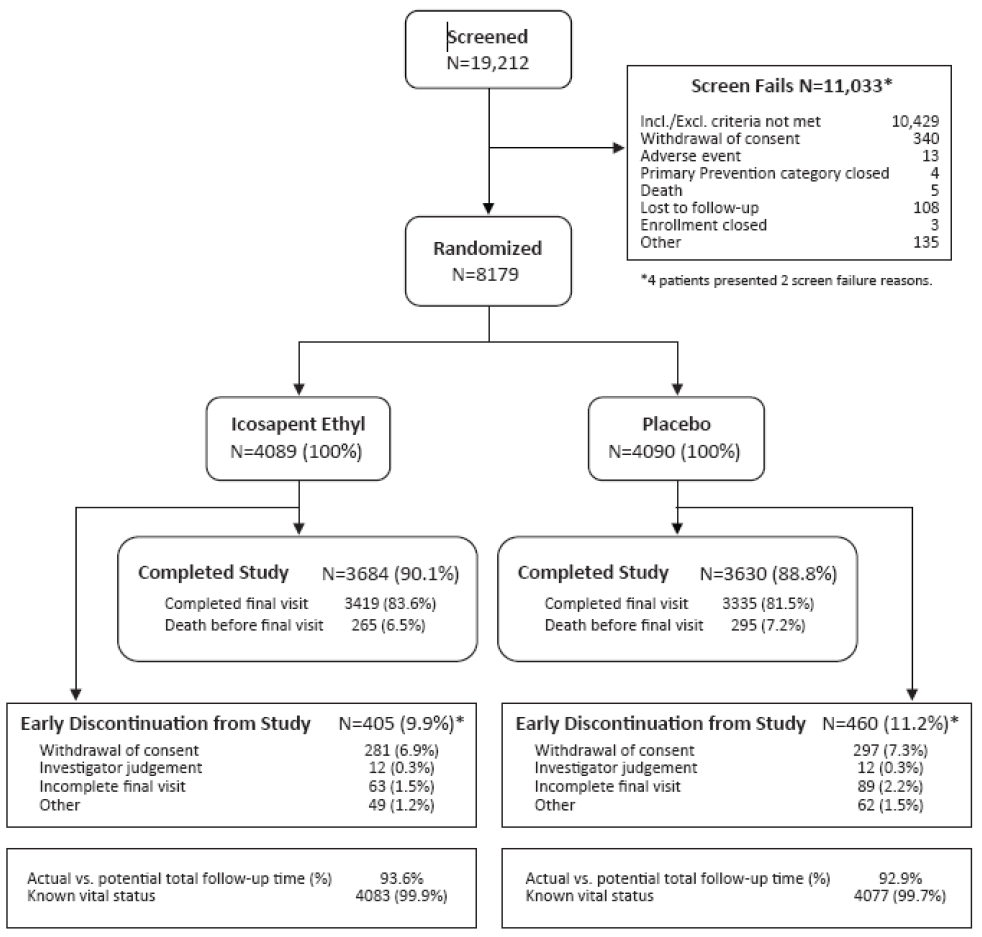 Screened
N=19,212
Screen Fails N=11,033*
Incl./Excl. criteria not met 10,429
Withdrawal of consent 340
Adverse event 13
Primary Prevention category closed 4
Death 5
Lost to follow-up 108
Enrollment closed 3
Other 135
*4 patients presented 2 screen failure reasons.
Randomized
N=8179
Icosapent Ethyl
N=4089 (100%)
Placebo
N=4090 (100%)
Completed Study N=3684 (90.1%)
Completed final visit 3419 (83.6%)
Death before final visit 265 (6.5%)
Completed Study N=3630 (88.8%)
Completed final visit 3335 (81.5%)
Death before final visit 295 (7.2%)
Early Discontinuation from Study N=405 (9.9%)*
Withdrawal of consent 281 (6.9%)
Investigator judgement 12 (0.3%)
Incomplete final visit 63 (1.5%)
Other 49 (1.2%)
Early Discontinuation from Study N=460 (11.2%)*
Withdrawal of consent 297 (7.3%)
Investigator judgement 12 (0.3%)
Incomplete final visit 89 (2.2%)
Other 62 (1.5%)
Actual vs. potential total follow-up time (%) 93.6%
Known vital status 4083 (99.9%)
Actual vs. potential total follow-up time (%) 92.9%
Known vital status 4077 (99.7%)